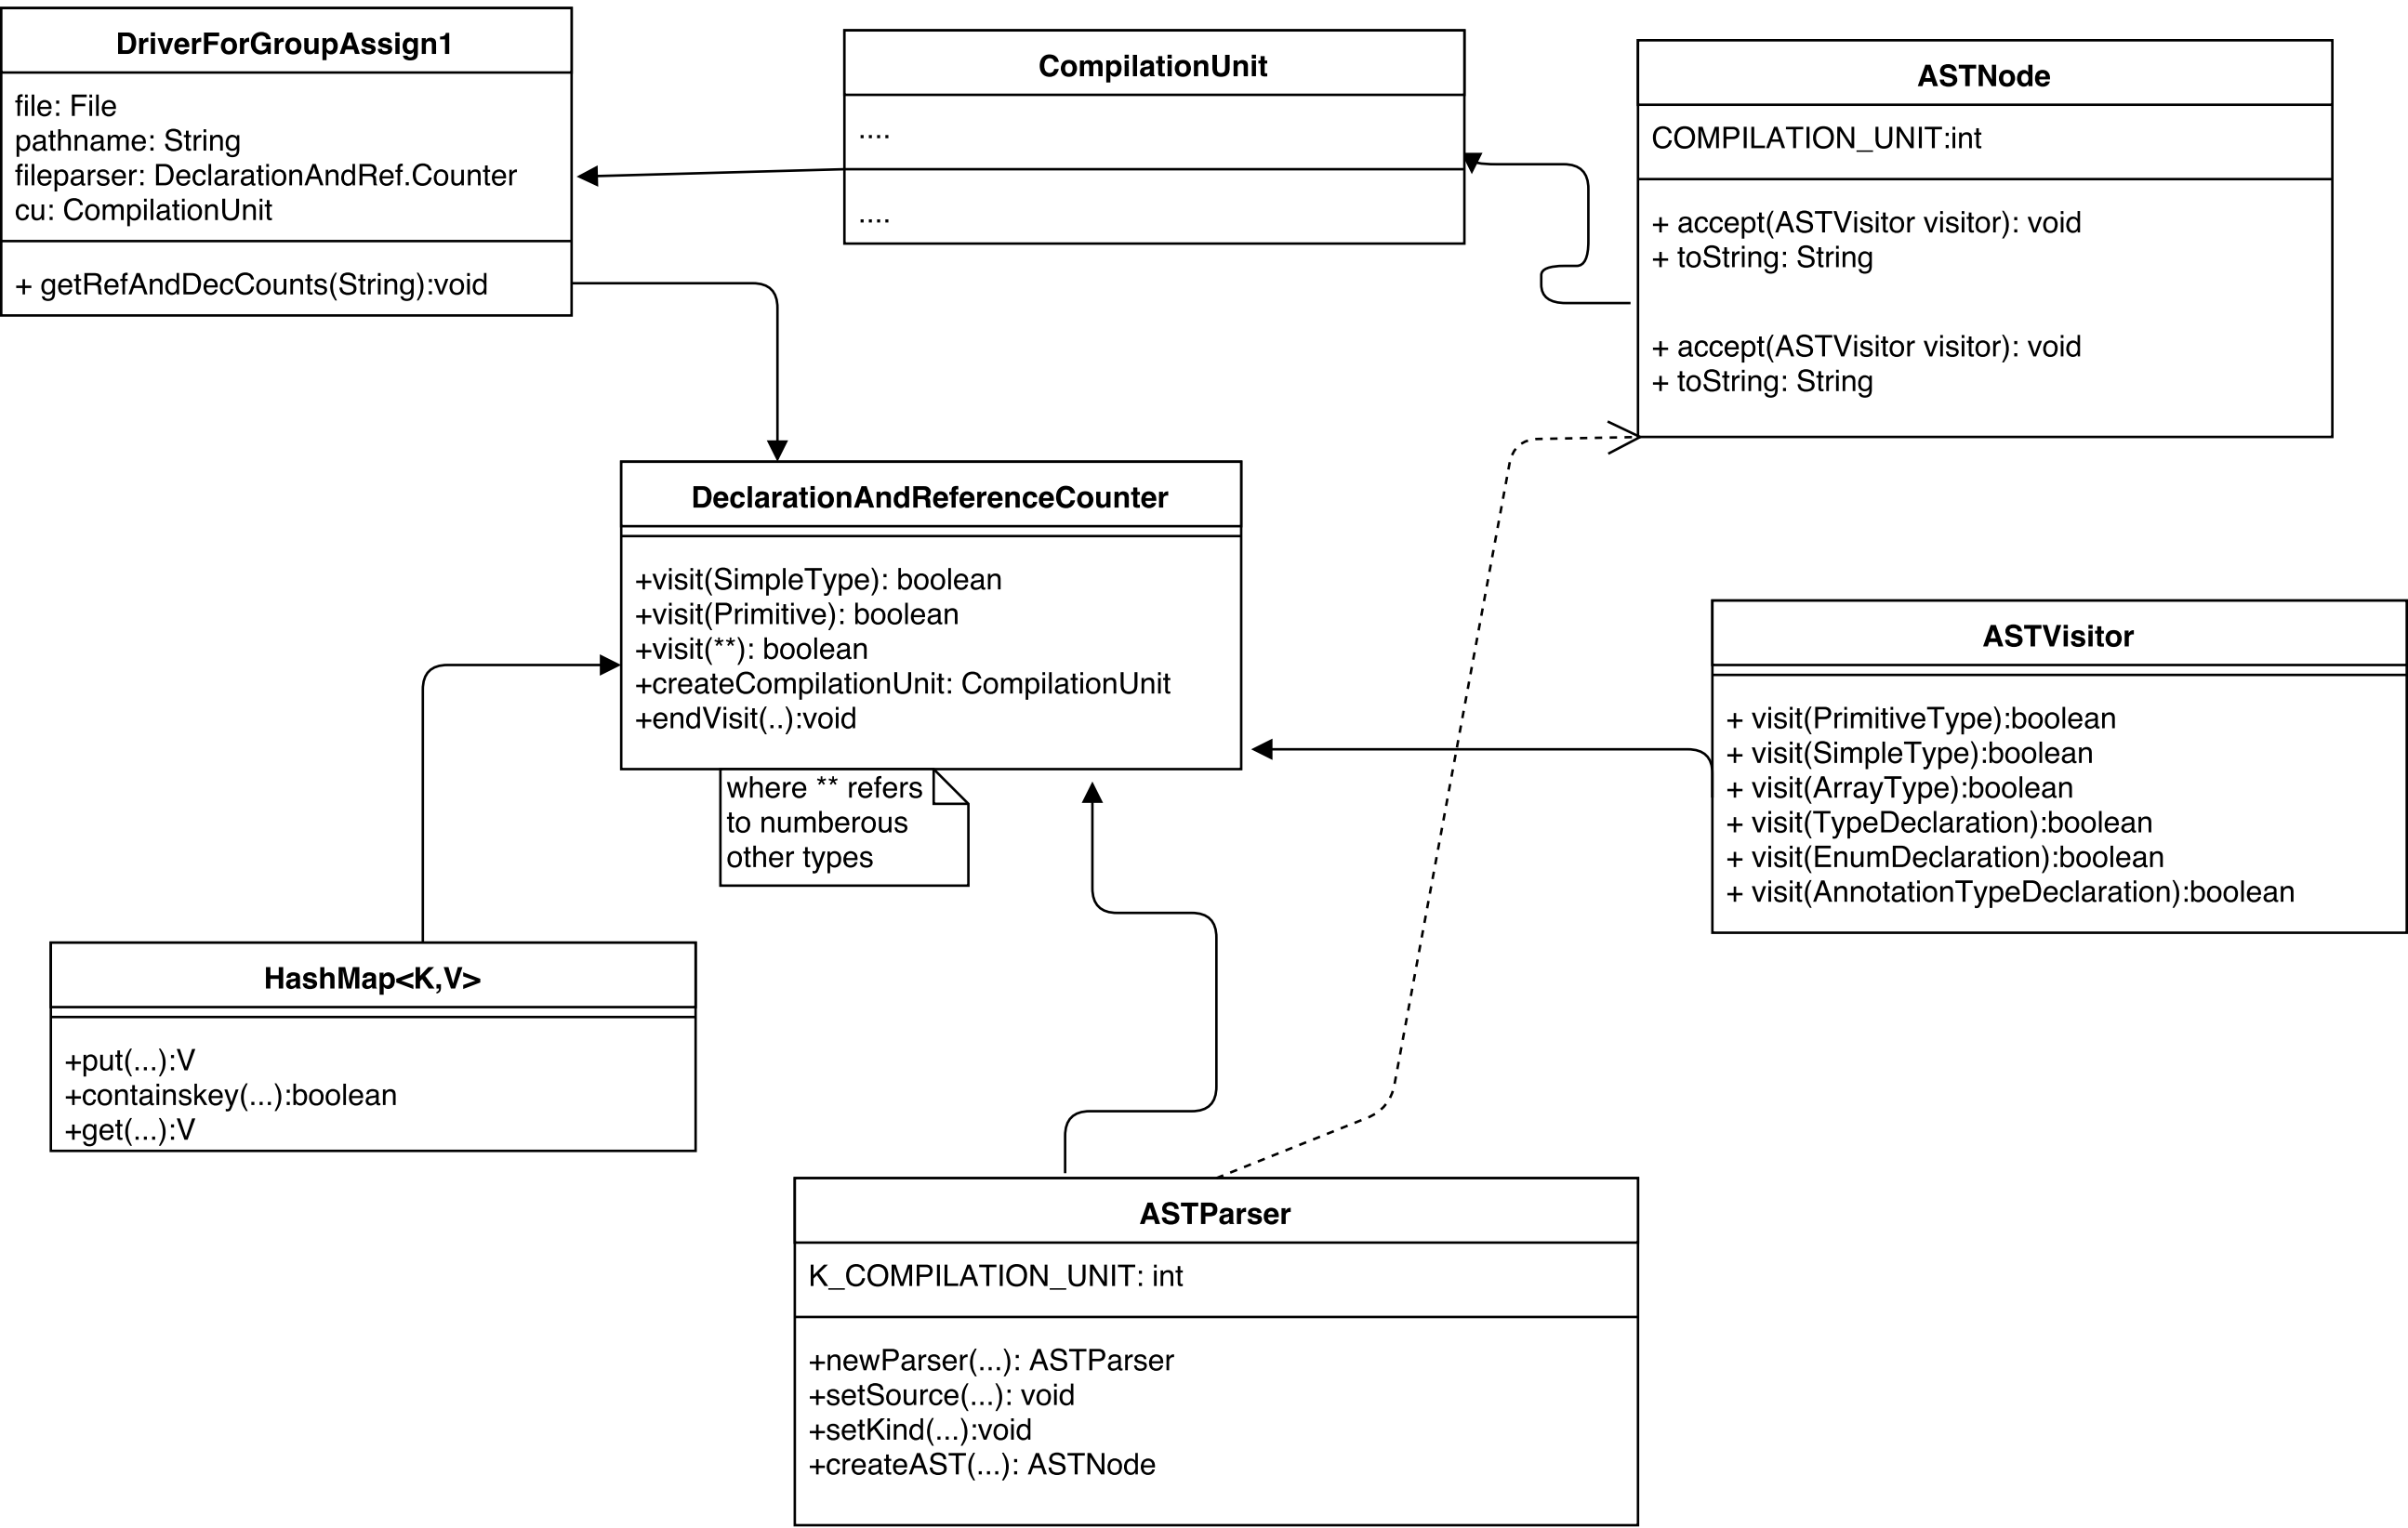 DriverForGroupAssign1
file: File
pathname: String
fileparser: DeclarationAndRef.Counter
cu: CompilationUnit
+ getRefAndDecCounts(String):void
CompilationUnit
....
....
ASTNode
COMPILATION_UNIT:int
+ accept(ASTVisitor visitor): void
+ toString: String
+ accept(ASTVisitor visitor): void
+ toString: String
DeclarationAndReferenceCounter
+visit(SimpleType): boolean
+visit(Primitive): boolean
+visit(**): boolean
+createCompilationUnit: CompilationUnit
+endVisit(..):void
where ** refers
to numberous
other types
ASTVisitor
+ visit(PrimitiveType):boolean
+ visit(SimpleType):boolean
+ visit(ArrayType):boolean
+ visit(TypeDeclaration):boolean
+ visit(EnumDeclaration):boolean
+ visit(AnnotationTypeDeclaration):boolean
HashMap<K,V>
+put(...):V
+containskey(...):boolean
+get(...):V
ASTParser
K_COMPILATION_UNIT: int
+newParser(...): ASTParser
+setSource(...): void
+setKind(...):void
+createAST(...): ASTNode